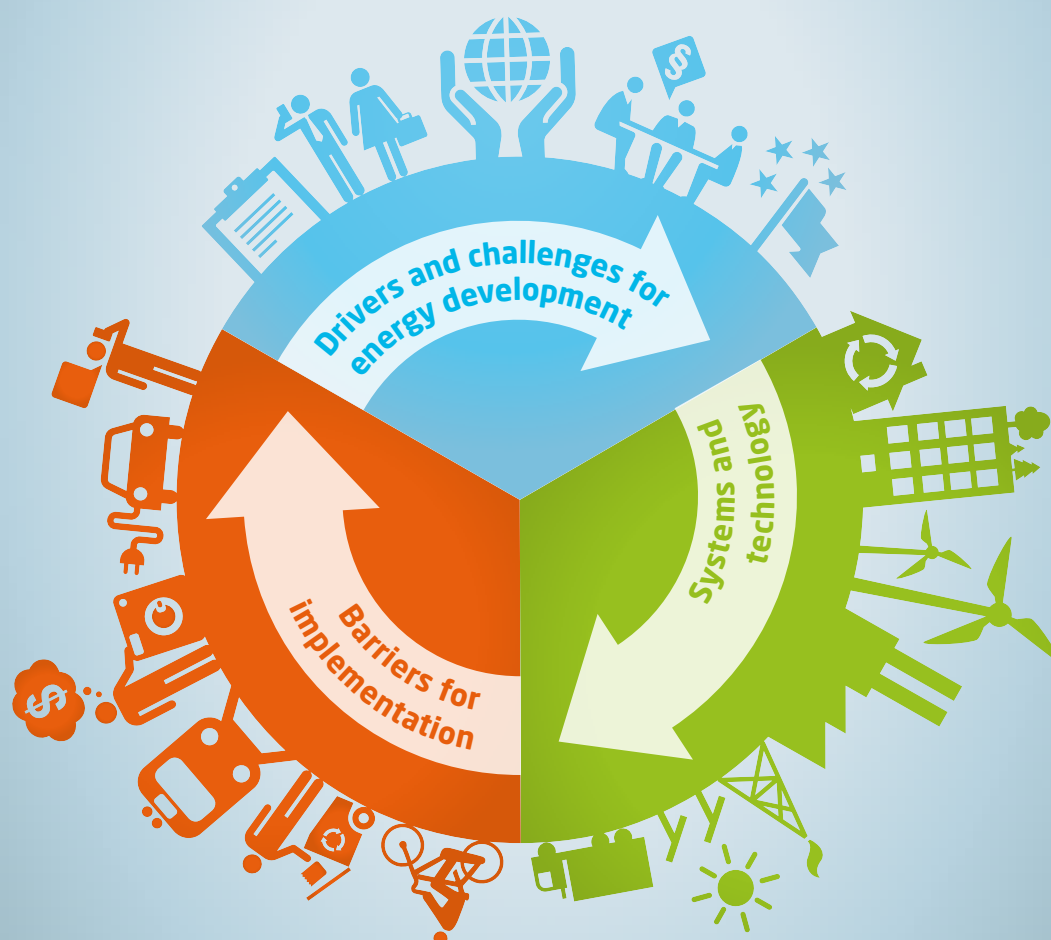 §
Drivers and challenges for
energy development
Systems and
technology
Barriers for
implementation
$